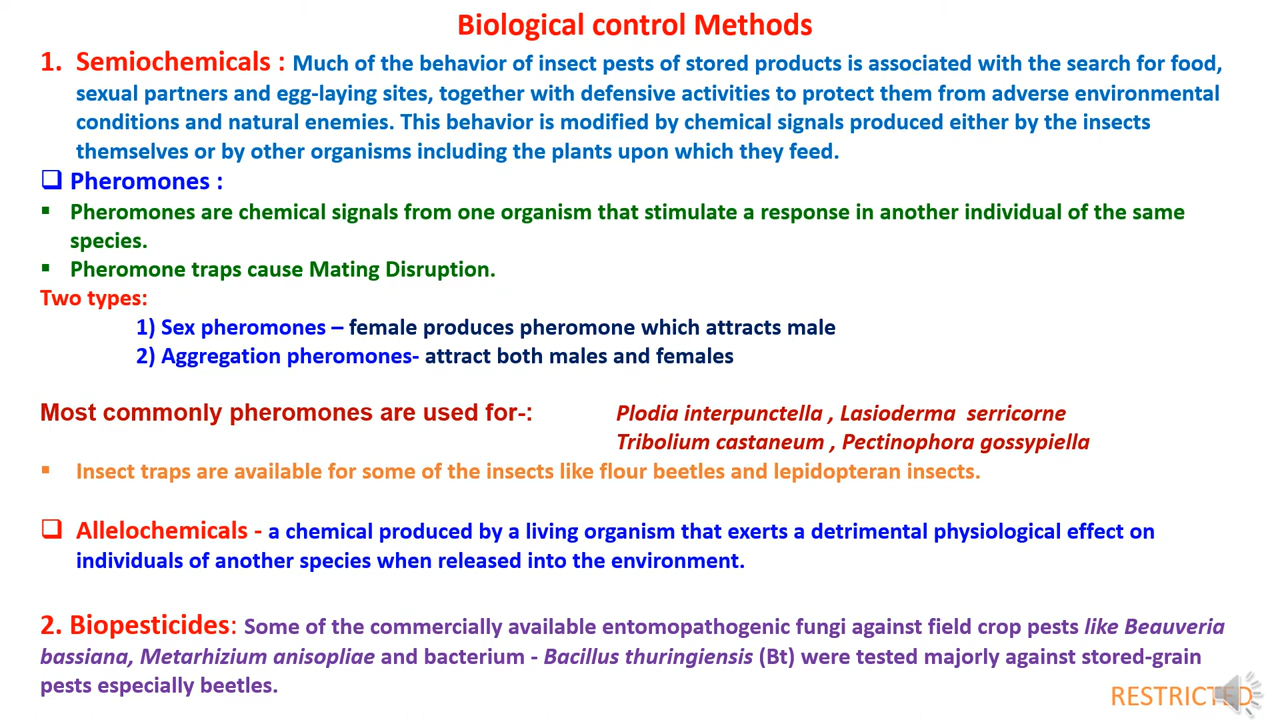 Biological control Methods
1. Semiochemicals : Much of the behavior of insect pests of stored products is associated with the search for food,
sexual partners and egg-laying sites, together with defensive activities to protect them from adverse environmental
conditions and natural enemies. This behavior is modified by chemical signals produced either by the insects
themselves or by other organisms including the plants upon which they feed.
❑ Pheromones :
▪ Pheromones are chemical signals from one organism that stimulate a response in another individual of the same
species.
▪ Pheromone traps cause Mating Disruption.
Two types:
1) Sex pheromones – female produces pheromone which attracts male
2) Aggregation pheromones- attract both males and females
Most commonly pheromones are used for-: Plodia interpunctella , Lasioderma serricorne
Tribolium castaneum , Pectinophora gossypiella
▪ Insect traps are available for some of the insects like flour beetles and lepidopteran insects.
❑ Allelochemicals - a chemical produced by a living organism that exerts a detrimental physiological effect on
individuals of another species when released into the environment.
2. Biopesticides: Some of the commercially available entomopathogenic fungi against field crop pests like Beauveria
bassiana, Metarhizium anisopliae and bacterium - Bacillus thuringiensis (Bt) were tested majorly against stored-grain
pests especially beetles.
RESTRICTED